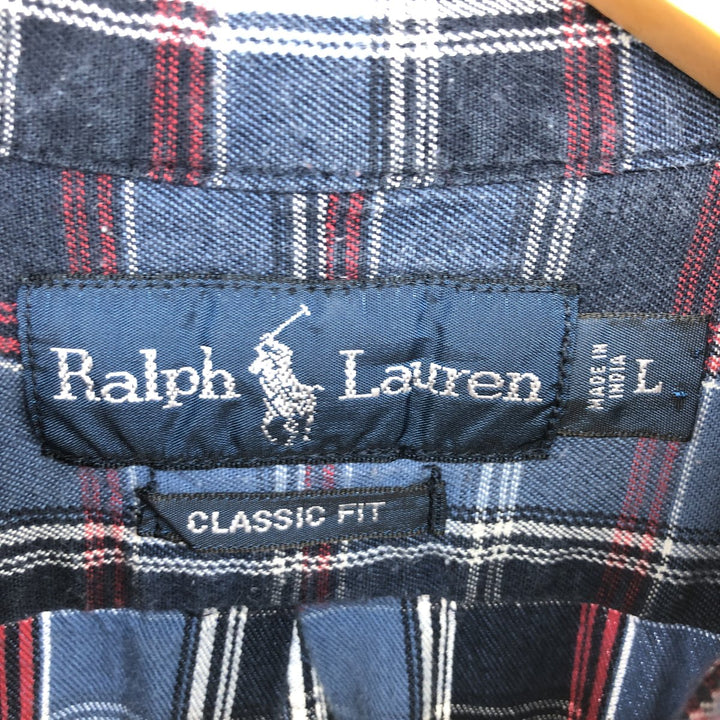 Ralph Lauren
MADE IN
INDIA
L
CLASSIC FIT